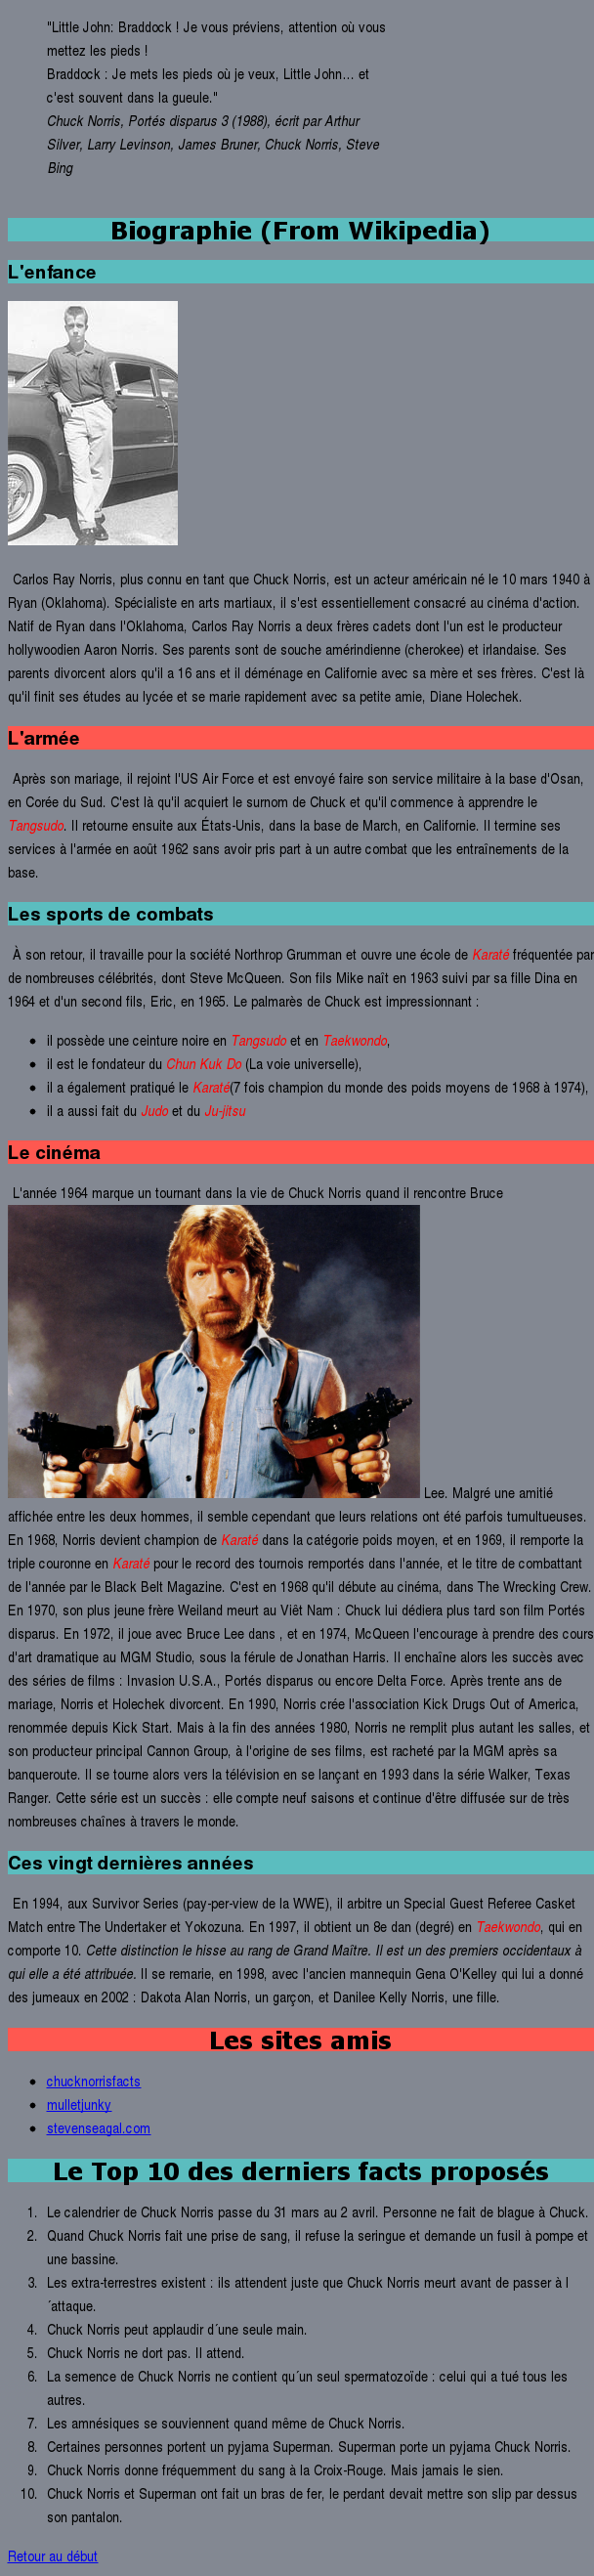 "Little John: Braddock ! Je vous préviens, attention où vous
mettez les pieds !
Braddock : Je mets les pieds où je veux, Little John... et
c'est souvent dans la gueule."
Chuck Norris, Portés disparus 3 (1988), écrit par Arthur
Silver, Larry Levinson, James Bruner, Chuck Norris, Steve
Bing
Biographie (From Wikipedia)
L'enfance
Carlos Ray Norris, plus connu en tant que Chuck Norris, est un acteur américain né le 10 mars 1940 à
Ryan (Oklahoma). Spécialiste en arts martiaux, il s'est essentiellement consacré au cinéma d'action.
Natif de Ryan dans l'Oklahoma, Carlos Ray Norris a deux frères cadets dont l'un est le producteur
hollywoodien Aaron Norris. Ses parents sont de souche amérindienne (cherokee) et irlandaise. Ses
parents divorcent alors qu'il a 16 ans et il déménage en Californie avec sa mère et ses frères. C'est là
qu'il finit ses études au lycée et se marie rapidement avec sa petite amie, Diane Holechek.
L'armée
Après son mariage, il rejoint l'US Air Force et est envoyé faire son service militaire à la base d'Osan,
en Corée du Sud. C'est là qu'il acquiert le surnom de Chuck et qu'il commence à apprendre le
Tangsudo. Il retourne ensuite aux États-Unis, dans la base de March, en Californie. Il termine ses
services à l'armée en août 1962 sans avoir pris part à un autre combat que les entraînements de la
base.
Les sports de combats
À son retour, il travaille pour la société Northrop Grumman et ouvre une école de Karaté fréquentée par
de nombreuses célébrités, dont Steve McQueen. Son fils Mike naît en 1963 suivi par sa fille Dina en
1964 et d'un second fils, Eric, en 1965. Le palmarès de Chuck est impressionnant :
• il possède une ceinture noire en Tangsudo et en Taekwondo,
• il est le fondateur du Chun Kuk Do (La voie universelle),
• il a également pratiqué le Karaté(7 fois champion du monde des poids moyens de 1968 à 1974),
• il a aussi fait du Judo et du Ju-jitsu
Le cinéma
L'année 1964 marque un tournant dans la vie de Chuck Norris quand il rencontre Bruce
Lee. Malgré une amitié
affichée entre les deux hommes, il semble cependant que leurs relations ont été parfois tumultueuses.
En 1968, Norris devient champion de Karaté dans la catégorie poids moyen, et en 1969, il remporte la
triple couronne en Karaté pour le record des tournois remportés dans l'année, et le titre de combattant
de l'année par le Black Belt Magazine. C'est en 1968 qu'il débute au cinéma, dans The Wrecking Crew.
En 1970, son plus jeune frère Weiland meurt au Viêt Nam : Chuck lui dédiera plus tard son film Portés
disparus. En 1972, il joue avec Bruce Lee dans , et en 1974, McQueen l'encourage à prendre des cours
d'art dramatique au MGM Studio, sous la férule de Jonathan Harris. Il enchaîne alors les succès avec
des séries de films : Invasion U.S.A., Portés disparus ou encore Delta Force. Après trente ans de
mariage, Norris et Holechek divorcent. En 1990, Norris crée l'association Kick Drugs Out of America,
renommée depuis Kick Start. Mais à la fin des années 1980, Norris ne remplit plus autant les salles, et
son producteur principal Cannon Group, à l'origine de ses films, est racheté par la MGM après sa
banqueroute. Il se tourne alors vers la télévision en se lançant en 1993 dans la série Walker, Texas
Ranger. Cette série est un succès : elle compte neuf saisons et continue d'être diffusée sur de très
nombreuses chaînes à travers le monde.
Ces vingt dernières années
En 1994, aux Survivor Series (pay-per-view de la WWE), il arbitre un Special Guest Referee Casket
Match entre The Undertaker et Yokozuna. En 1997, il obtient un 8e dan (degré) en Taekwondo, qui en
comporte 10. Cette distinction le hisse au rang de Grand Maître. Il est un des premiers occidentaux à
qui elle a été attribuée. Il se remarie, en 1998, avec l'ancien mannequin Gena O'Kelley qui lui a donné
des jumeaux en 2002 : Dakota Alan Norris, un garçon, et Danilee Kelly Norris, une fille.
Les sites amis
• chucknorrisfacts
• mulletjunky
• stevenseagal.com
Le Top 10 des derniers facts proposés
1. Le calendrier de Chuck Norris passe du 31 mars au 2 avril. Personne ne fait de blague à Chuck.
2. Quand Chuck Norris fait une prise de sang, il refuse la seringue et demande un fusil à pompe et
une bassine.
3. Les extra-terrestres existent : ils attendent juste que Chuck Norris meurt avant de passer à l
´attaque.
4. Chuck Norris peut applaudir d´une seule main.
5. Chuck Norris ne dort pas. Il attend.
6. La semence de Chuck Norris ne contient qu´un seul spermatozoïde : celui qui a tué tous les
autres.
7. Les amnésiques se souviennent quand même de Chuck Norris.
8. Certaines personnes portent un pyjama Superman. Superman porte un pyjama Chuck Norris.
9. Chuck Norris donne fréquemment du sang à la Croix-Rouge. Mais jamais le sien.
10. Chuck Norris et Superman ont fait un bras de fer, le perdant devait mettre son slip par dessus
son pantalon.
Retour au début